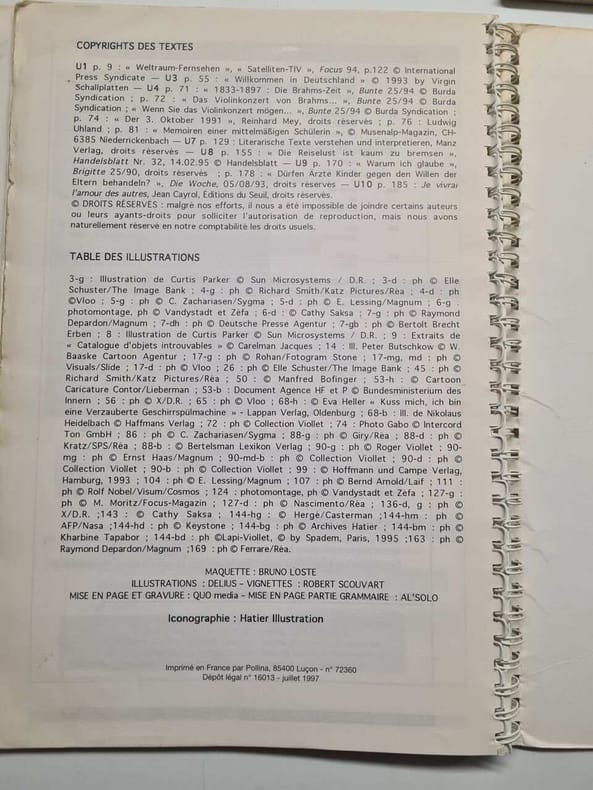 COPYRIGHTS DES TEXTES
U1 p. 9 : « Weltraum-Fernsehen », « Satelliten-TIV », Focus 94, p.122 © International
Press Syndicate — U3 p. 55 : « Willkommen in Deutschland » © 1993 by Virgin
Schallplatten — U4 p. 71 : « 1833-1897 : Die Brahms-Zeit », Bunte 25/94 © Burda
Syndication ; p. 72 : « Das Violinkonzert von Brahms... », Bunte 25/94 © Burda
Syndication ; « Wenn Sie das Violinkonzert mögen... », Bunte 25/94 © Burda Syndication ;
p. 74 : « Der 3. Oktober 1991 », Reinhard Mey, droits réservés ; p. 76 : Ludwig
Uhland ; p. 81 : « Memoiren einer mittelmäßigen Schülerin », © Musenalp-Magazin, CH-
6385 Niederrickenbach — U7 p. 129 : Literarische Texte verstehen und interpretieren, Manz
Verlag, droits réservés — U8 p. 155 : « Die Reiselust ist kaum zu bremsen »,
Handelsblatt Nr. 32, 14.02.95 © Handelsblatt — U9 p. 170 : « Warum ich glaube »,
Brigitte 25/90, droits réservés ; p. 178 : « Dürfen Ärzte Kinder gegen den Willen der
Eltern behandeln? », Die Woche, 05/08/93, droits réservés — U10 p. 185 : Je vivrai
l'amour des autres, Jean Cayrol, Éditions du Seuil, droits réservés.
© DROITS RÉSERVÉS : malgré nos efforts, il nous a été impossible de joindre certains auteurs
ou leurs ayants-droits pour solliciter l'autorisation de reproduction, mais nous avons
naturellement réservé en notre comptabilité les droits usuels.
TABLE DES ILLUSTRATIONS
3-g : Illustration de Curtis Parker © Sun Microsystems / D.R. ; 3-d : ph © Elle
Schuster/The Image Bank ; 4-g : ph © Richard Smith/Katz Pictures/Réa ; 4-d : ph
©Vloo ; 5-g : ph © C. Zachariasen/Sygma ; 5-d : ph © E. Lessing/Magnum ; 6-g :
photomontage, ph © Vandystadt et Zéfa ; 6-d : © Cathy Saksa ; 7-g : ph © Raymond
Depardon/Magnum ; 7-dh : ph © Deutsche Presse Agentur ; 7-gb : ph © Bertolt Brecht
Erben ; 8 : Illustration de Curtis Parker © Sun Microsystems / D.R. ; 9 : Extraits de
« Catalogue d'objets introuvables » © Carelman Jacques ; 14 : Ill. Peter Butschkow © W.
Baaske Cartoon Agentur ; 17-g : ph © Rohan/Fotogram Stone ; 17-mg, md : ph ©
Visuals/Slide ; 17-d : ph © Vloo ; 26 : ph © Elle Schuster/The Image Bank ; 45 : ph ©
Richard Smith/Katz Pictures/Réa ; 50 : © Manfred Bofinger ; 53-h : © Cartoon
Caricature Contor/Lieberman ; 53-b : Document Agence HF et P © Bundesministerium des
Innern ; 56 : ph © X/D.R. ; 65 : ph © Vloo ; 68-h : © Eva Heller « Kuss mich, ich bin
eine Verzauberte Geschirrspülmachine » - Lappan Verlag, Oldenburg ; 68-b : Ill. de Nikolaus
Heidelbach © Haffmans Verlag ; 72 : ph © Collection Viollet ; 74 : Photo Gabo © Intercord
Ton GmbH ; 86 : ph © C. Zachariasen/Sygma ; 88-g : ph © Giry/Réa ; 88-d : ph ©
Kratz/SPS/Réa ; 88-b : © Bertelsman Lexikon Verlag ; 90-g : ph © Roger Viollet ; 90-
mg : ph © Ernst Haas/Magnum ; 90-md-b : ph © Herge Collection Viollet ; 90-d : ph ©
Collection Viollet ; 90-b : ph © Collection Viollet ; 99 : © Hoffmann und Campe Verlag,
Hamburg, 1993 ; 104 : ph © E. Lessing/Magnum ; 107 : ph © Bernd Arnold/Laif ; 111 :
ph © Rolf Nobel/Visum/Cosmos ; 124 : photomontage, ph © Vandystadt et Zéfa ; 127-g :
ph © M. Moritz/Focus-Magazin ; 127-d : ph © Nascimento/Réa ; 136-d, g : ph ©
X/D.R. ;143 : © Cathy Saksa ; 144-hg : © Hergé/Casterman ;144-hm : ph ©
AFP/Nasa ;144-hd : ph © Keystone ; 144-bg : ph © Archives Hatier ; 144-bm : ph ©
Kharbine Tapabor ; 144-bd : ph ©Lapi-Viollet, © by Spadem, Paris, 1995 ;163 : ph ©
Raymond Depardon/Magnum ;169 : ph © Ferrare/Réa.
MAQUETTE : BRUNO LOSTE
ILLUSTRATIONS : DELIUS - VIGNETTES : ROBERT SCOUVART
MISE EN PAGE ET GRAVURE : QUO media - MISE EN PAGE PARTIE GRAMMAIRE : AL'SOLO
Iconographie : Hatier Illustration
Imprimé en France par Pollina, 85400 Luçon - n° 72360
Dépôt légal n° 16013 - juillet 1997